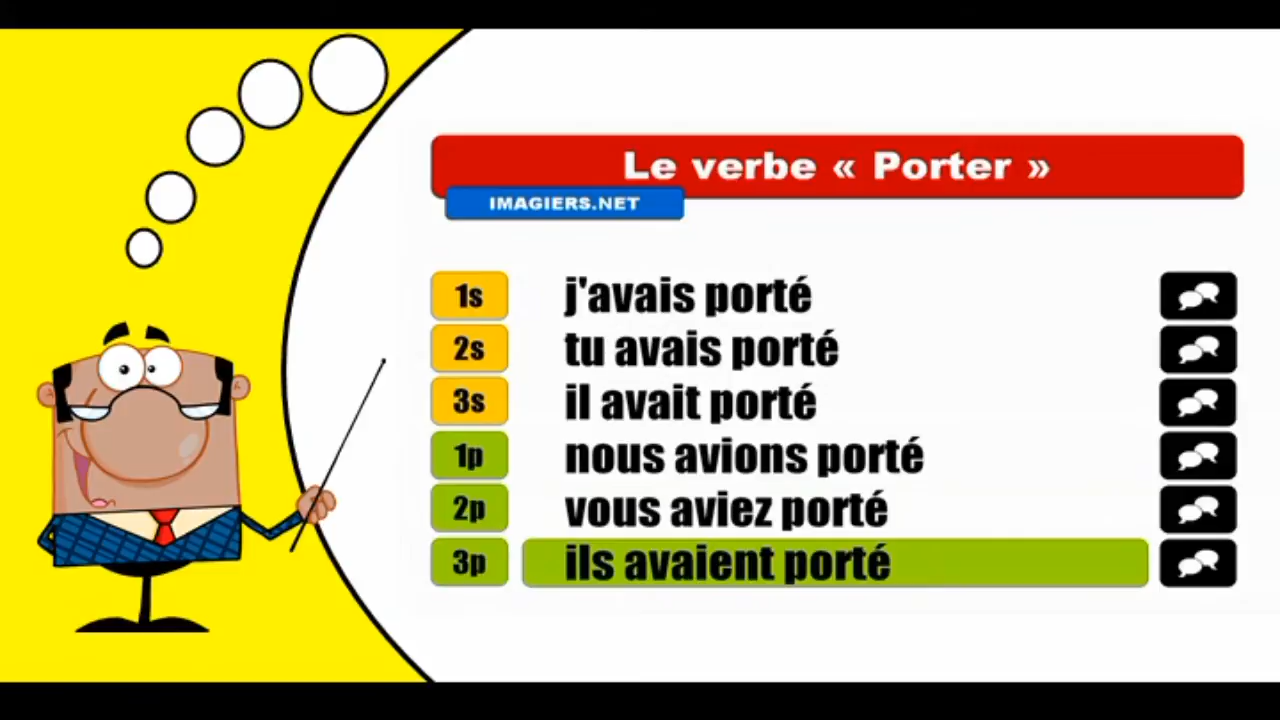 Le verbe « Porter »
IMAGIERS.NET
1s j'avais porté
2s tu avais porté
3s il avait porté
1p nous avions porté
2p vous aviez porté
3p ils avaient porté